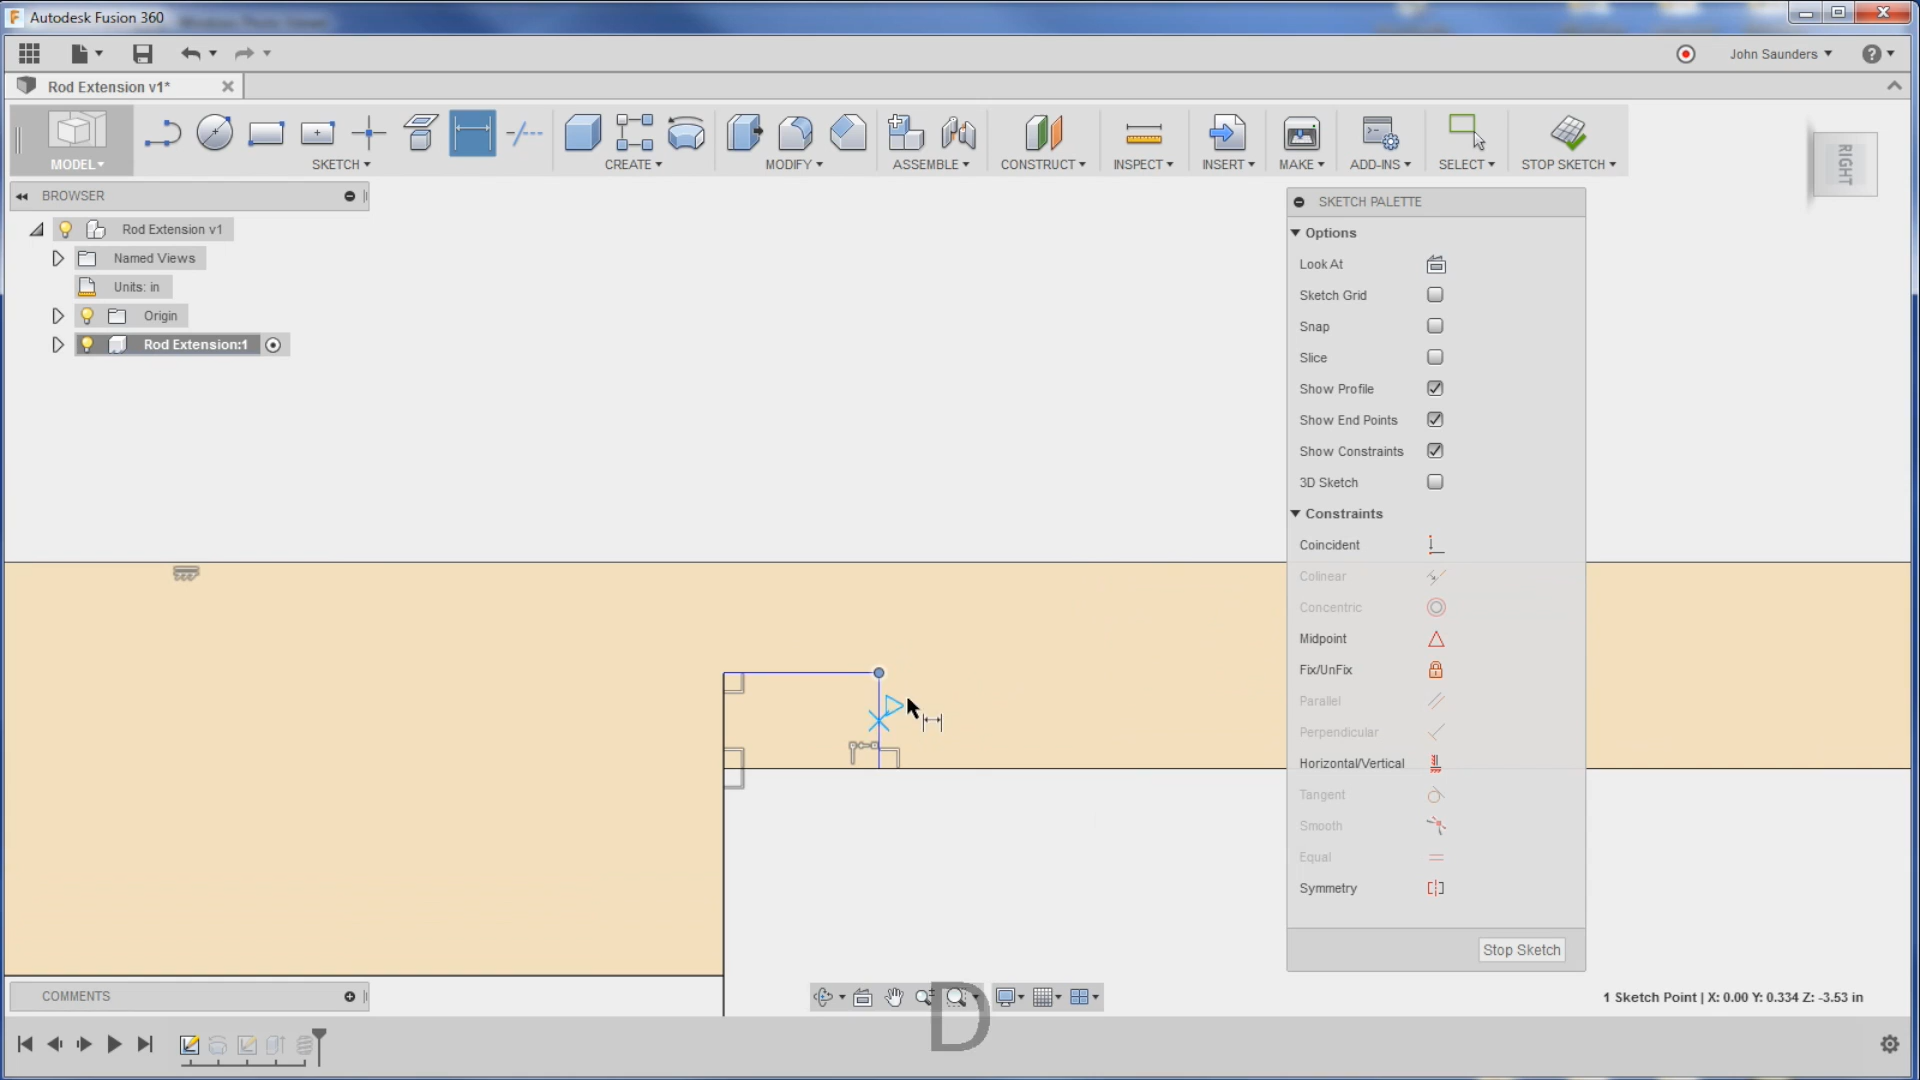 Autodesk Fusion 360
John Saunders
Rod Extension v1*
MODEL
SKETCH
CREATE
MODIFY
ASSEMBLE
CONSTRUCT
INSPECT
INSERT
MAKE
ADD-INS
SELECT
STOP SKETCH
RIGHT
BROWSER
Rod Extension v1
Named Views
Units: in
Origin
Rod Extension:1
SKETCH PALETTE
Options
Look At
Sketch Grid
Snap
Slice
Show Profile
Show End Points
Show Constraints
3D Sketch
Constraints
Coincident
Colinear
Concentric
Midpoint
Fix/UnFix
Parallel
Perpendicular
Horizontal/Vertical
Tangent
Smooth
Equal
Symmetry
Stop Sketch
COMMENTS
D
1 Sketch Point | X: 0.00 Y: 0.334 Z: -3.53 in